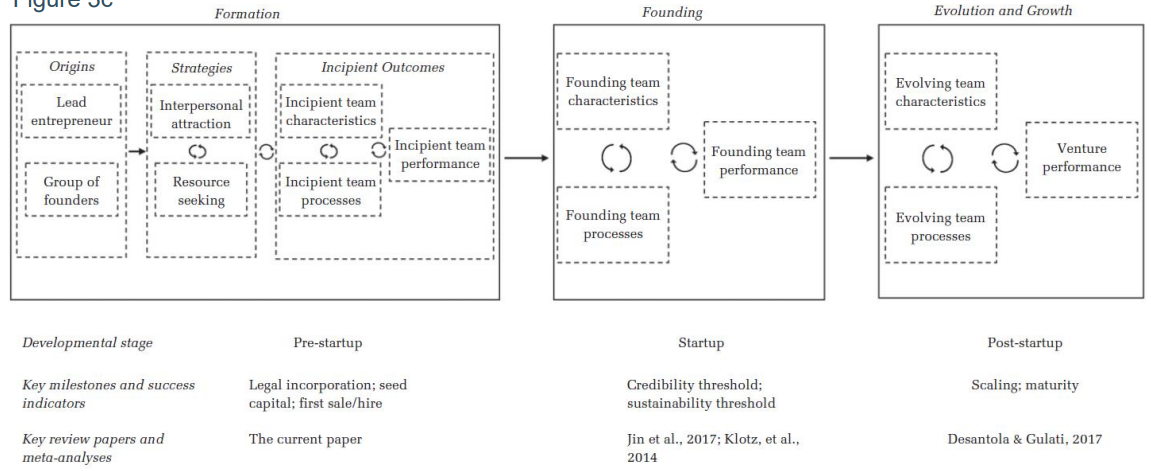 Figure 3c
Formation
Founding
Evolution and Growth
Origins
Lead
entrepreneur
Group of
founders
Strategies
Interpersonal
attraction
Resource
seeking
Incipient Outcomes
Incipient team
characteristics
Incipient team
processes
Incipient team
performance
Founding team
characteristics
Founding team
processes
Founding team
performance
Evolving team
characteristics
Evolving team
processes
Venture
performance
Developmental stage
Pre-startup
Startup
Post-startup
Key milestones and success
indicators
Legal incorporation; seed
capital; first sale/hire
Credibility threshold;
sustainability threshold
Scaling; maturity
Key review papers and
meta-analyses
The current paper
Jin et al., 2017; Klotz, et al.,
2014
Desantola & Gulati, 2017